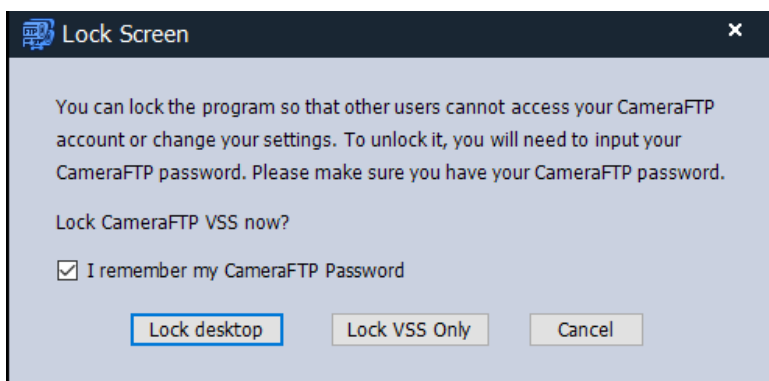 Lock Screen
You can lock the program so that other users cannot access your CameraFTP
account or change your settings. To unlock it, you will need to input your
CameraFTP password. Please make sure you have your CameraFTP password.
Lock CameraFTP VSS now?
I remember my CameraFTP Password
Lock desktop
Lock VSS Only
Cancel